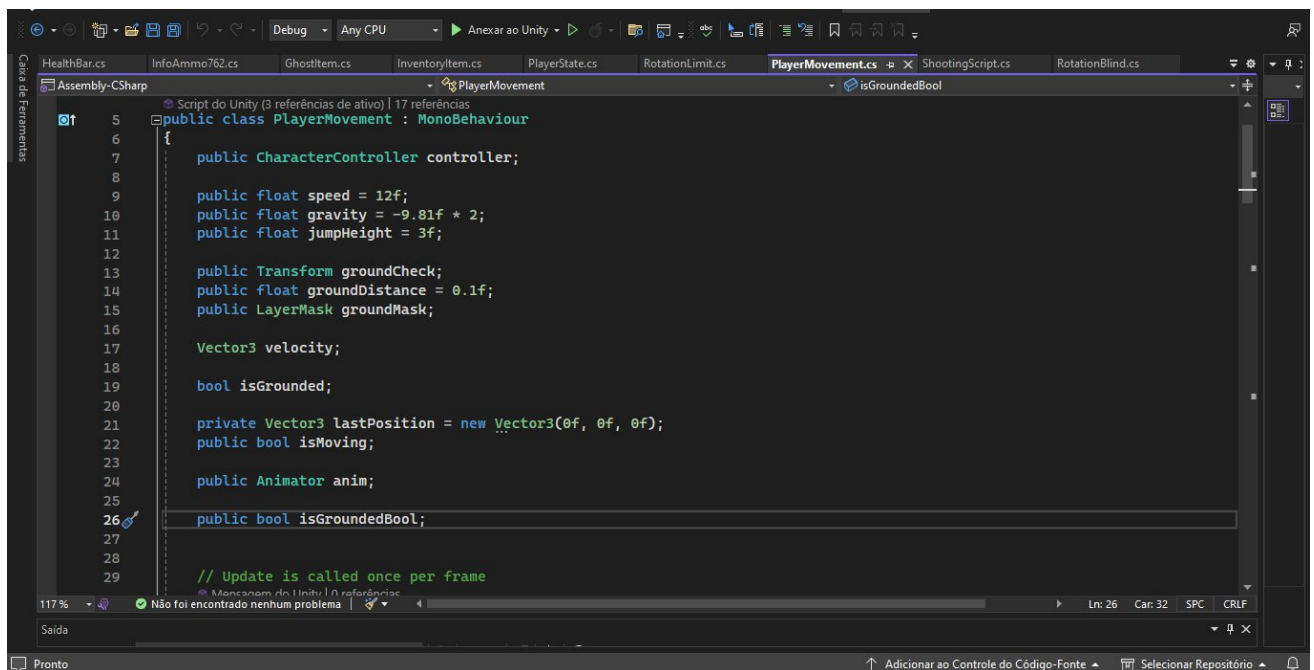 Debug Any CPU Anexar ao Unity
HealthBar.cs InfoAmmo762.cs GhostItem.cs InventoryItem.cs PlayerState.cs RotationLimit.cs PlayerMovement.cs ShootingScript.cs RotationBlind.cs
Caixa de Ferramentas
Assembly-CSharp PlayerMovement isGroundedBool
Script do Unity (3 referências de ativo) | 17 referências
5 public class PlayerMovement : MonoBehaviour
6 {
7 public CharacterController controller;
8
9 public float speed = 12f;
10 public float gravity = -9.81f * 2;
11 public float jumpHeight = 3f;
12
13 public Transform groundCheck;
14 public float groundDistance = 0.1f;
15 public LayerMask groundMask;
16
17 Vector3 velocity;
18
19 bool isGrounded;
20
21 private Vector3 lastPosition = new Vector3(0f, 0f, 0f);
22 public bool isMoving;
23
24 public Animator anim;
25
26 public bool isGroundedBool;
27
28
29 // Update is called once per frame
Mensagem do Unity | 0 referências
117 % Não foi encontrado nenhum problema Ln: 26 Car: 32 SPC CRLF
Saída
Pronto Adicionar ao Controle do Código-Fonte Selecionar Repositório